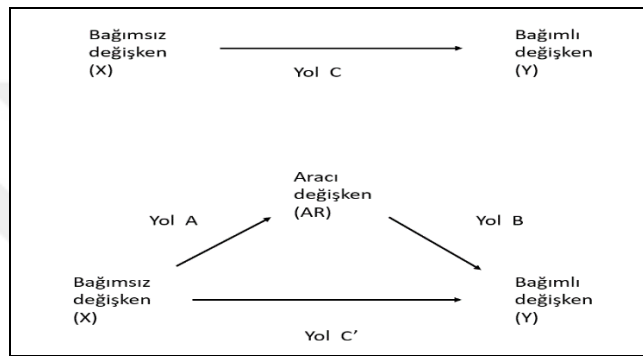 Bağımsız
değişken
(X)
Yol C
Bağımlı
değişken
(Y)
Aracı
değişken
(AR)
Yol A
Yol B
Bağımsız
değişken
(X)
Yol C'
Bağımlı
değişken
(Y)